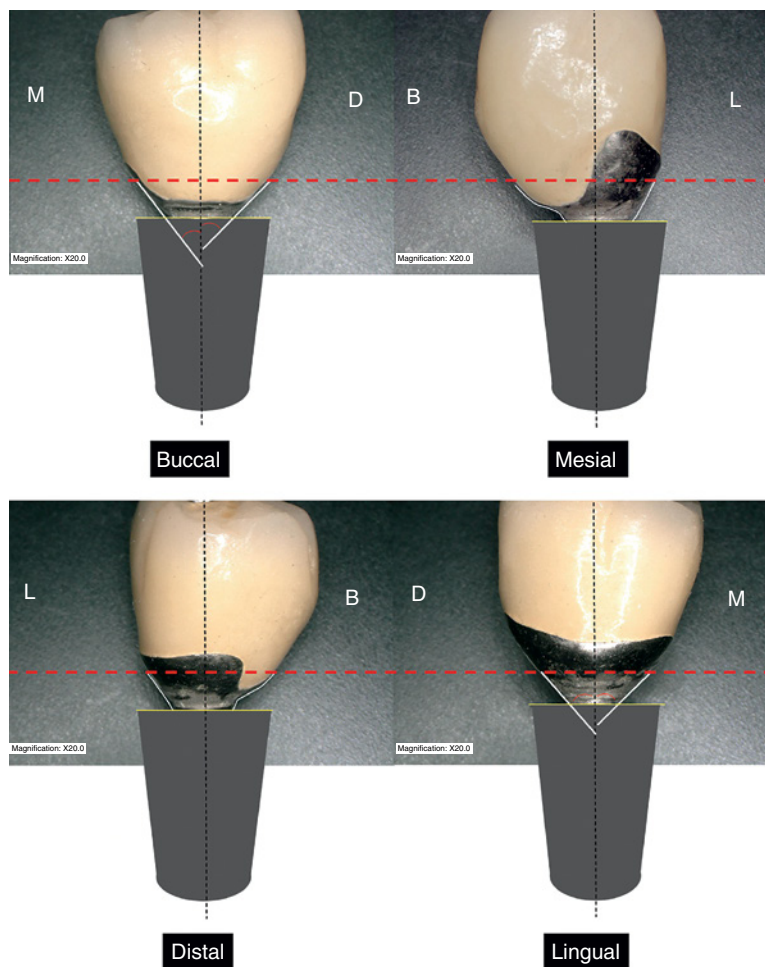 M
D
B
L
Magnification: X20.0
Magnification: X20.0
Buccal
Mesial
L
B
D
M
Magnification: X20.0
Magnification: X20.0
Distal
Lingual